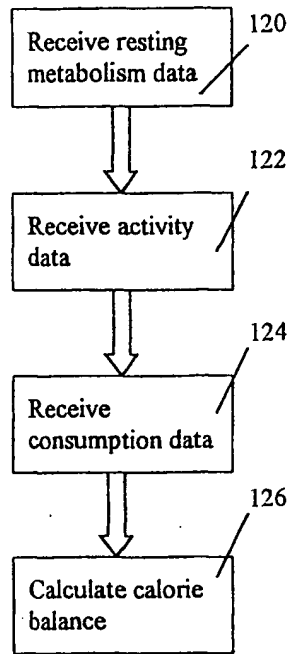 120
Receive resting
metabolism data
122
Receive activity
data
124
Receive
consumption data
126
Calculate calorie
balance